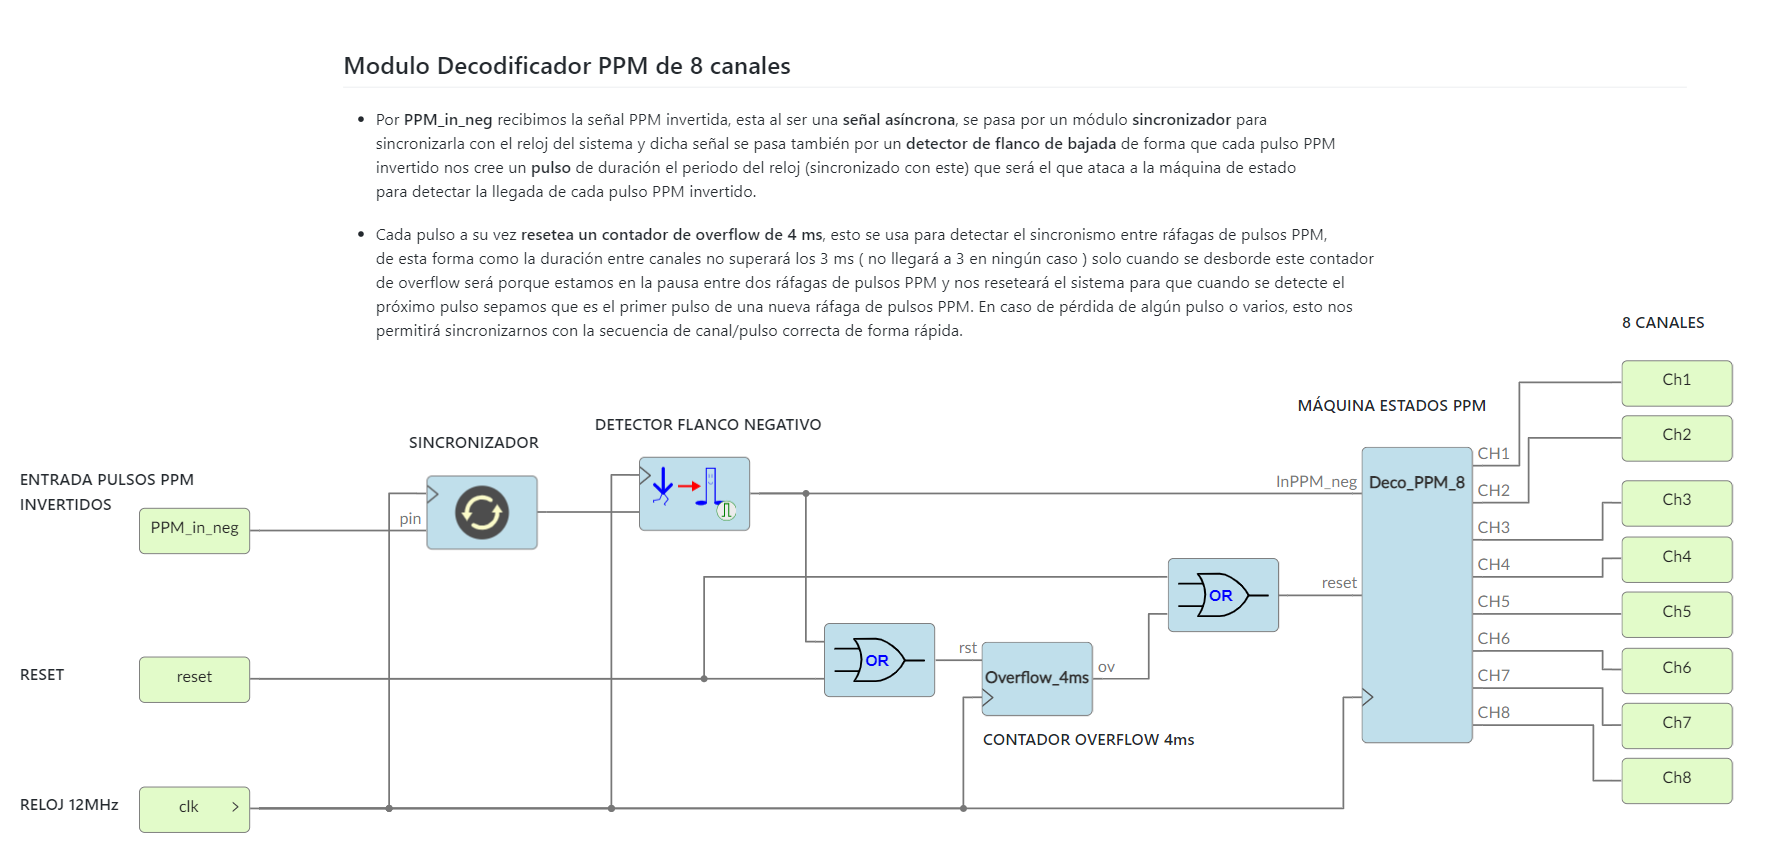 Modulo Decodificador PPM de 8 canales
Por PPM_in_neg recibimos la señal PPM invertida, esta al ser una señal asíncrona, se pasa por un módulo sincronizador para
sincronizarla con el reloj del sistema y dicha señal se pasa también por un detector de flanco de bajada de forma que cada pulso PPM
invertido nos cree un pulso de duración el periodo del reloj (sincronizado con este) que será el que ataca a la máquina de estado
para detectar la llegada de cada pulso PPM invertido.
Cada pulso a su vez resetea un contador de overflow de 4 ms, esto se usa para detectar el sincronismo entre ráfagas de pulsos PPM,
de esta forma como la duración entre canales no superará los 3 ms ( no llegará a 3 en ningún caso ) solo cuando se desborde este contador
de overflow será porque estamos en la pausa entre dos ráfagas de pulsos PPM y nos reseteará el sistema para que cuando se detecte el
próximo pulso sepamos que es el primer pulso de una nueva ráfaga de pulsos PPM. En caso de pérdida de algún pulso o varios, esto nos
permitirá sincronizarnos con la secuencia de canal/pulso correcta de forma rápida.
8 CANALES
MÁQUINA ESTADOS PPM
DETECTOR FLANCO NEGATIVO
SINCRONIZADOR
ENTRADA PULSOS PPM
INVERTIDOS
PPM_in_neg
pin
InPPM_neg
Deco_PPM_8
reset
CH1
CH2
CH3
CH4
CH5
CH6
CH7
CH8
Ch1
Ch2
Ch3
Ch4
Ch5
Ch6
Ch7
Ch8
OR
OR
rst
Overflow_4ms
ov
CONTADOR OVERFLOW 4ms
RESET
reset
RELOJ 12MHz
clk